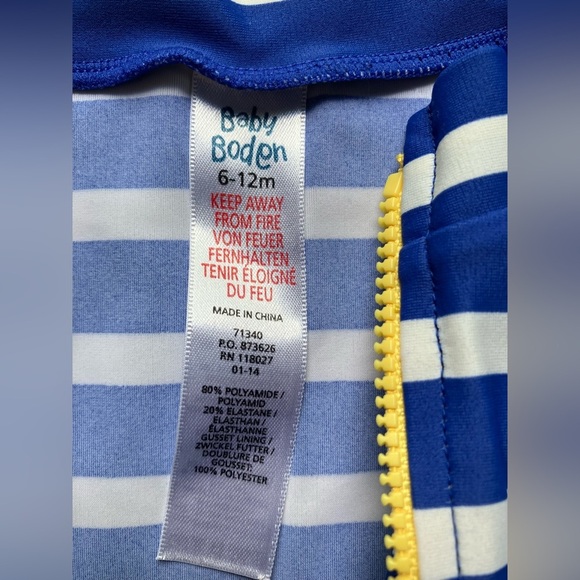 Baby
Boden
6-12m
KEEP AWAY
FROM FIRE
VON FEUER
FERNHALTEN
TENIR ÉLOIGNÉ
DU FEU
MADE IN CHINA
71340
P.O. 873626
RN 118027
01-14
80% POLYAMIDE /
POLYAMID
20% ELASTANE /
ELASTHAN /
ÉLASTHANNE
GUSSET LINING /
ZWICKEL FUTTER /
DOUBLURE DE
GOUSSET:
100% POLYESTER